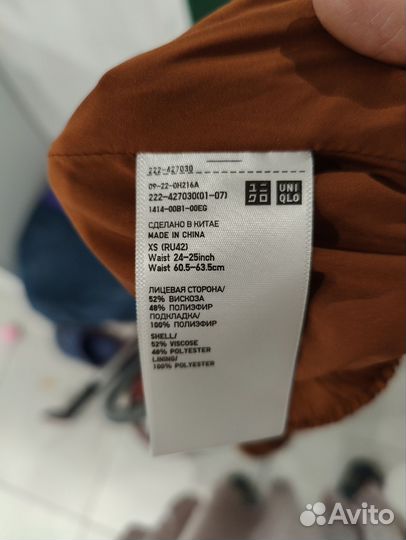 222-427030
09-22-0H216A
222-427030(01-07)
1414-00B1-00EG
ユニ
クロ
UNI
QLO
СДЕЛАНО В КИТАЕ
MADE IN CHINA
XS (RU42)
Waist 24-25inch
Waist 60.5-63.5cm
ЛИЦЕВАЯ СТОРОНА/
52% ВИСКОЗА
48% ПОЛИЭФИР
ПОДКЛАДКА/
100% ПОЛИЭФИР
SHELL/
52% VISCOSE
48% POLYESTER
LINING/
100% POLYESTER
Avito